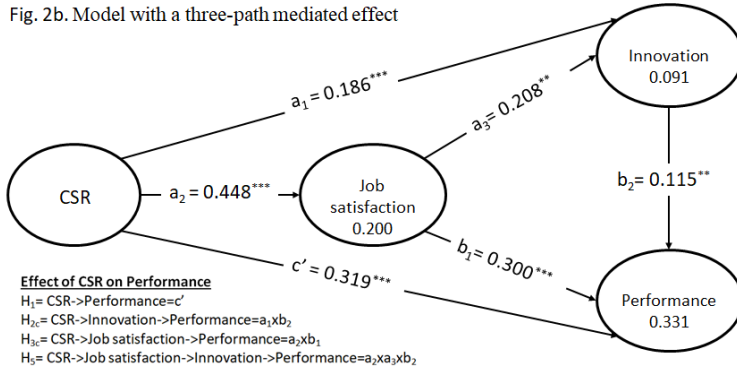 Fig. 2b. Model with a three-path mediated effect
Innovation
0.091
a₁ = 0.186***
a₃= 0.208**
b₂= 0.115**
CSR
a₂ = 0.448***
Job
satisfaction
0.200
b₁= 0.300***
c' = 0.319***
Performance
0.331
Effect of CSR on Performance
H₁= CSR->Performance=c'
H₂c= CSR->Innovation->Performance=a₁xb₂
H₃c= CSR->Job satisfaction->Performance=a₂xb₁
H₅= CSR->Job satisfaction->Innovation->Performance=a₂xa₃xb₂